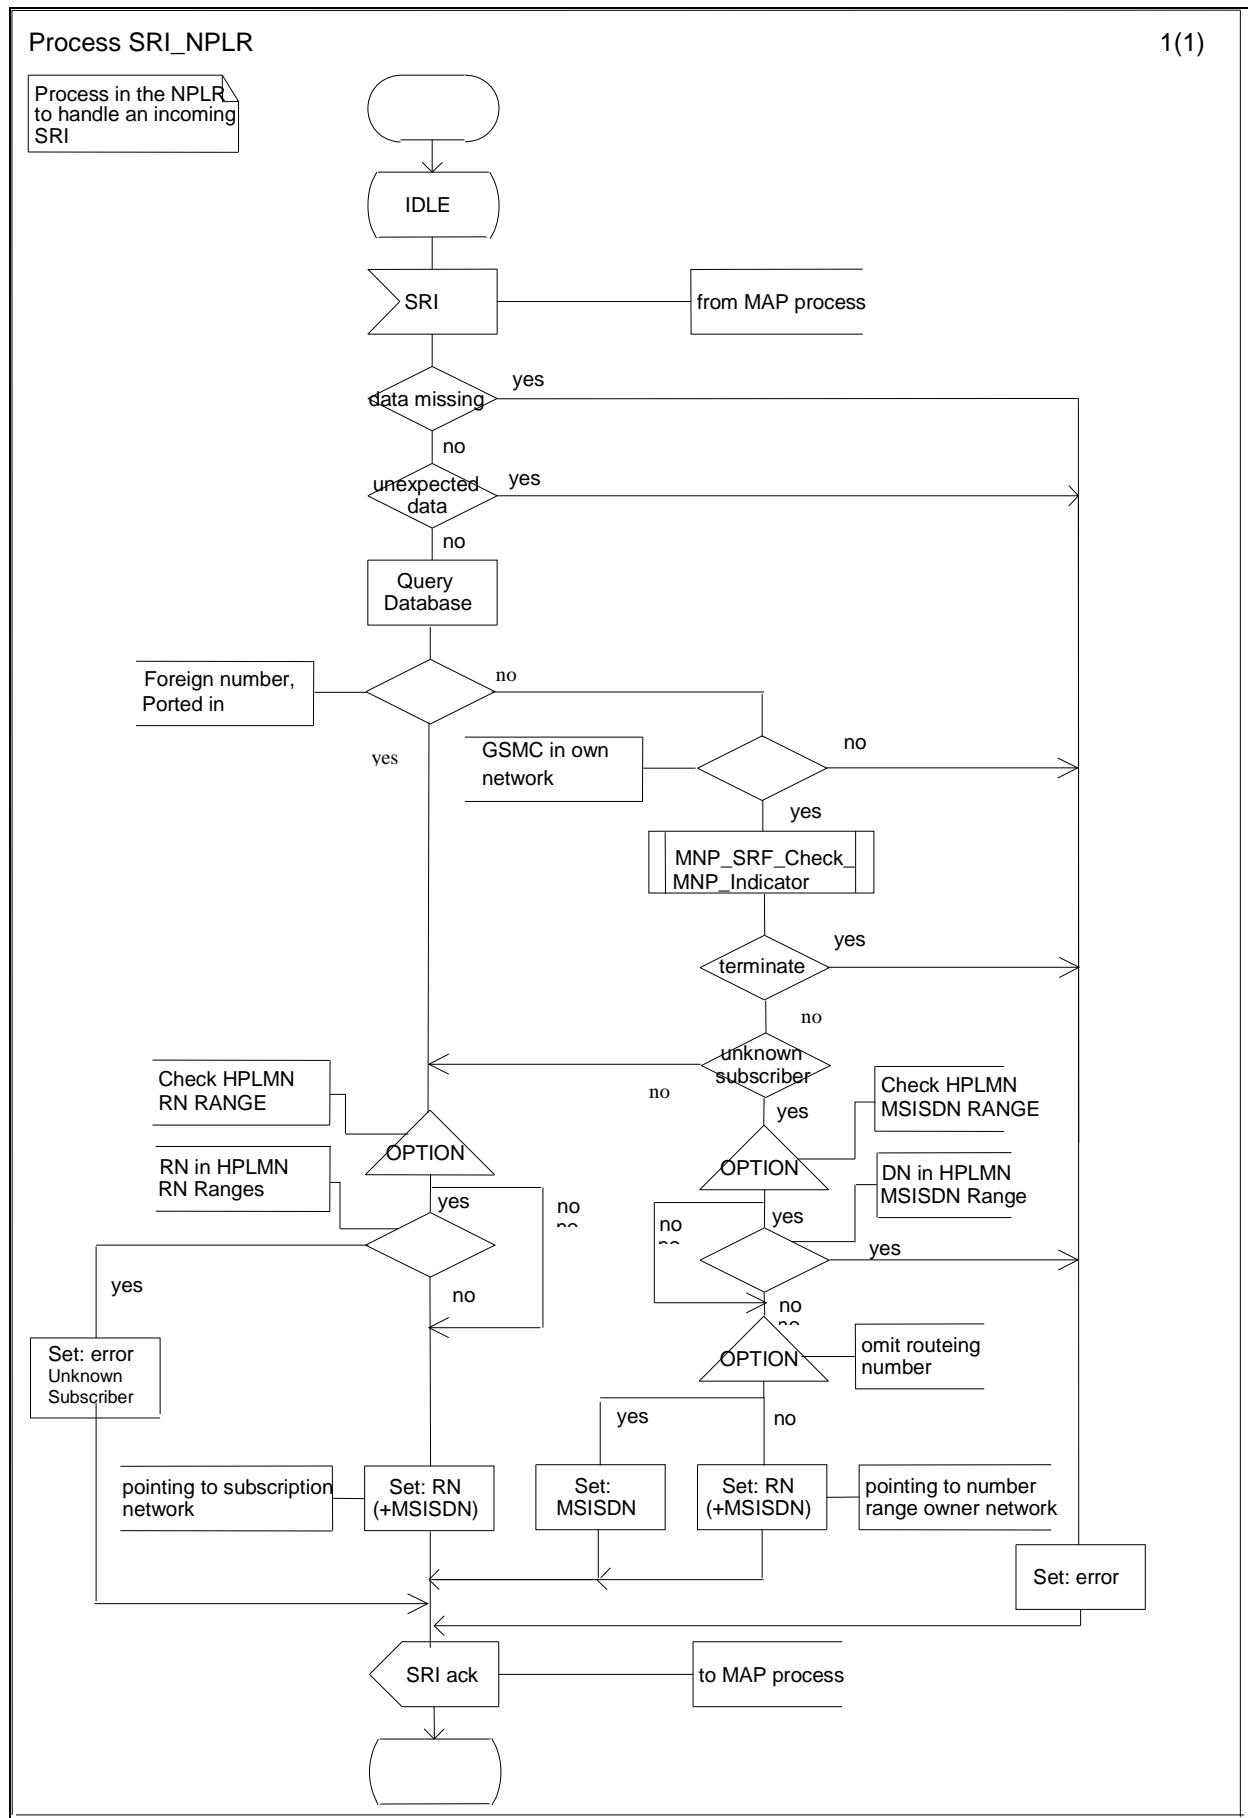 Process SRI_NPLR
1(1)
Process in the NPLR
to handle an incoming
SRI
IDLE
SRI
from MAP process
data missing
yes
no
unexpected
data
yes
no
Query
Database
Foreign number,
Ported in
no
yes
GSMC in own
network
no
yes
MNP_SRF_Check_
MNP_Indicator
terminate
yes
no
unknown
subscriber
no
yes
Check HPLMN
RN RANGE
OPTION
Check HPLMN
MSISDN RANGE
OPTION
RN in HPLMN
RN Ranges
yes
no
no
DN in HPLMN
MSISDN Range
yes
no
no
yes
yes
no
no
no
OPTION
omit routeing
number
Set: error
Unknown
Subscriber
yes
no
pointing to subscription
network
Set: RN
(+MSISDN)
Set:
MSISDN
Set: RN
(+MSISDN)
pointing to number
range owner network
Set: error
SRI ack
to MAP process